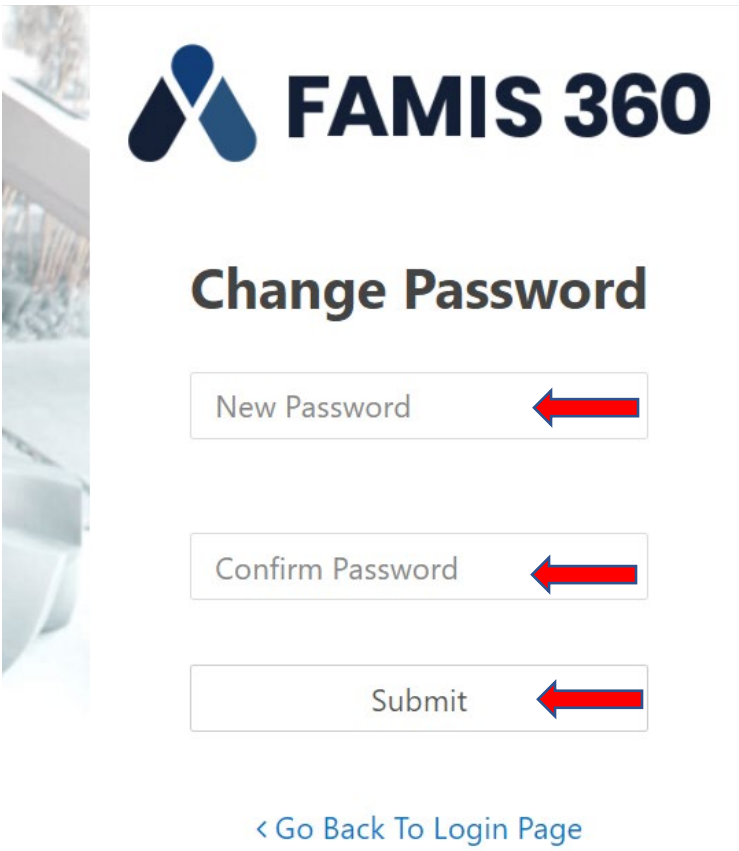 FAMIS 360
Change Password
New Password
Confirm Password
Submit
< Go Back To Login Page